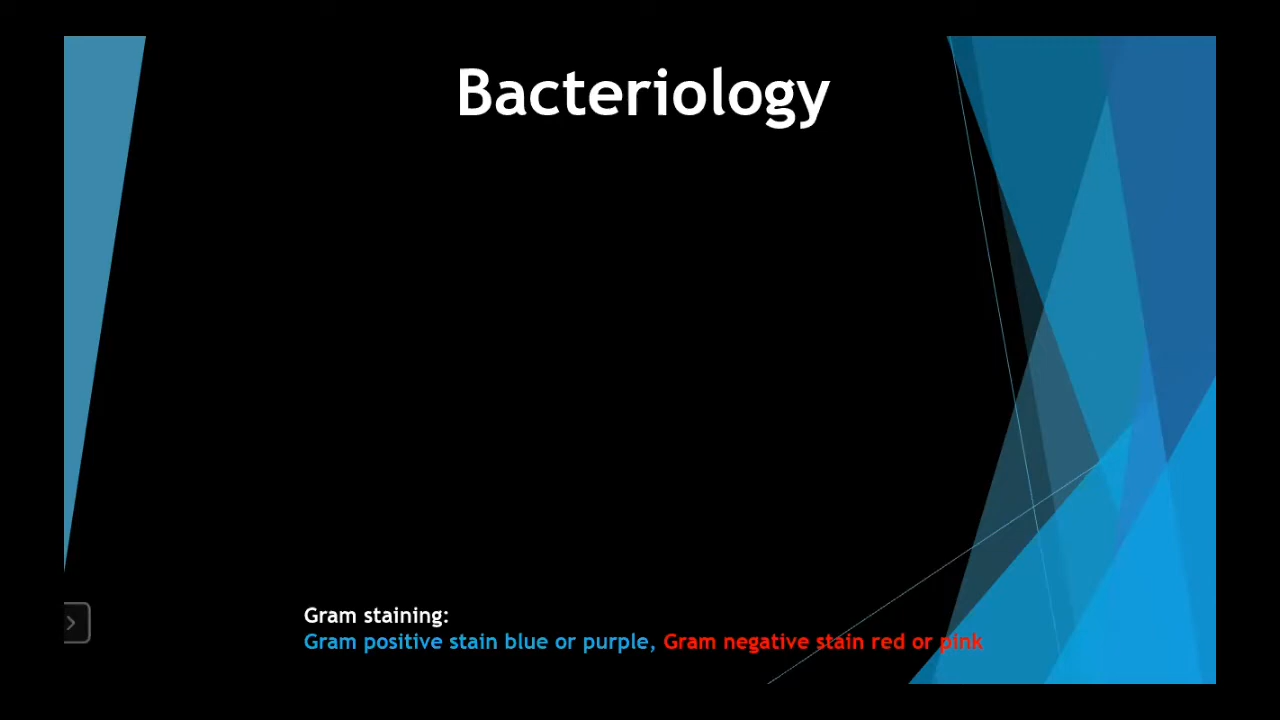 Bacteriology
Gram staining:
Gram positive stain blue or purple, Gram negative stain red or pink